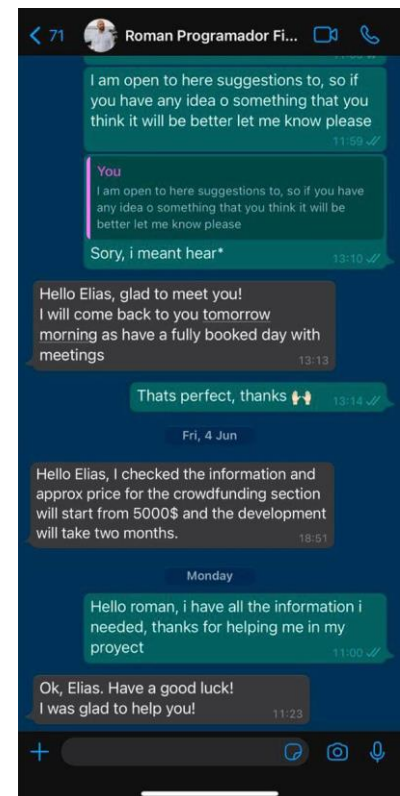 71
Roman Programador Fi...
I am open to here suggestions to, so if
you have any idea o something that you
think it will be better let me know please
11:59
You
I am open to here suggestions to, so if you have
any idea o something that you think it will be
better let me know please
Sory, i meant hear*
13:10
Hello Elias, glad to meet you!
I will come back to you tomorrow
morning as have a fully booked day with
meetings
13:13
Thats perfect, thanks 🙌🏻
13:14
Fri, 4 Jun
Hello Elias, I checked the information and
approx price for the crowdfunding section
will start from 5000$ and the development
will take two months.
18:51
Monday
Hello roman, i have all the information i
needed, thanks for helping me in my
proyect
11:00
Ok, Elias. Have a good luck!
I was glad to help you!
11:23